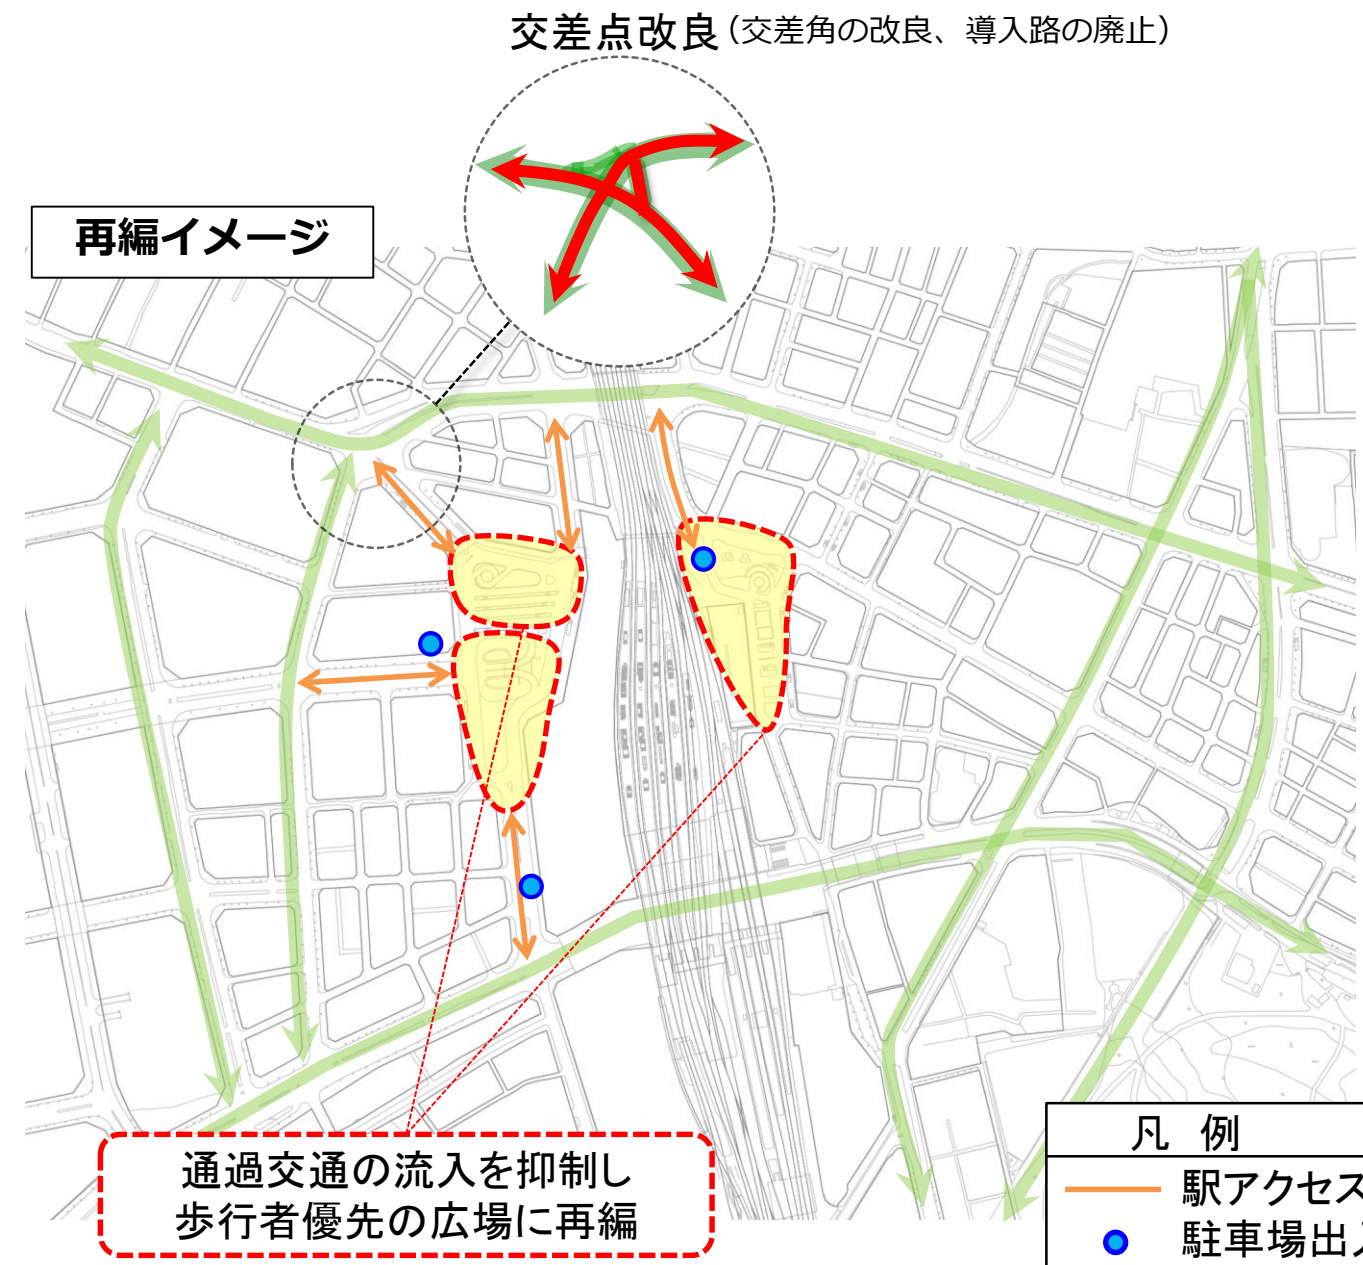 交差点改良（交差角の改良、導入路の廃止）
再編イメージ
通過交通の流入を抑制し
歩行者優先の広場に再編
凡 例
駅アクセス
駐車場出